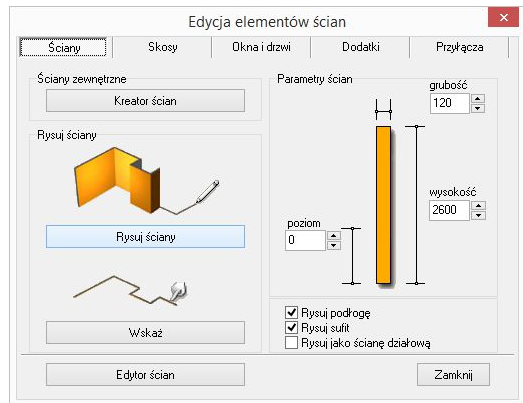 Edycja elementów ścian
Ściany
Skosy
Okna i drzwi
Dodatki
Przyłącza
Ściany zewnętrzne
Kreator ścian
Rysuj ściany
Rysuj ściany
Wskaż
Parametry ścian
grubość
120
wysokość
2600
poziom
0
Rysuj podłogę
Rysuj sufit
Rysuj jako ścianę działową
Edytor ścian
Zamknij